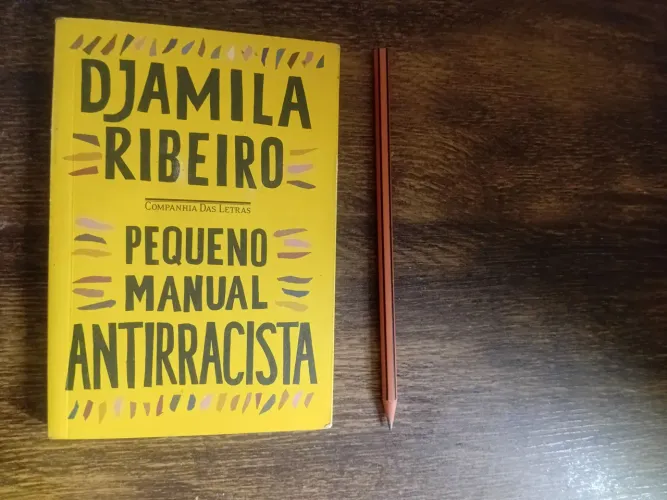 DJAMILA
RIBEIRO
COMPANHIA DAS LETRAS
PEQUENO
MANUAL
ANTIRRACISTA